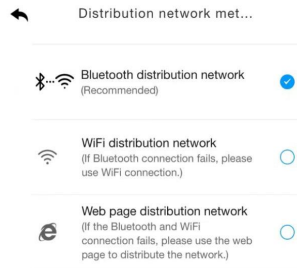 Distribution network met...
Bluetooth distribution network
(Recommended)
WiFi distribution network
(If Bluetooth connection fails, please
use WiFi connection.)
Web page distribution network
(If the Bluetooth and WiFi
connection fails, please use the web
page to distribute the network.)